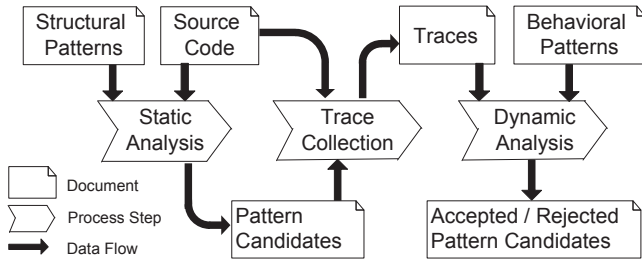 Structural
Patterns
Source
Code
Traces
Behavioral
Patterns
Static
Analysis
Trace
Collection
Dynamic
Analysis
Document
Process Step
Data Flow
Pattern
Candidates
Accepted / Rejected
Pattern Candidates